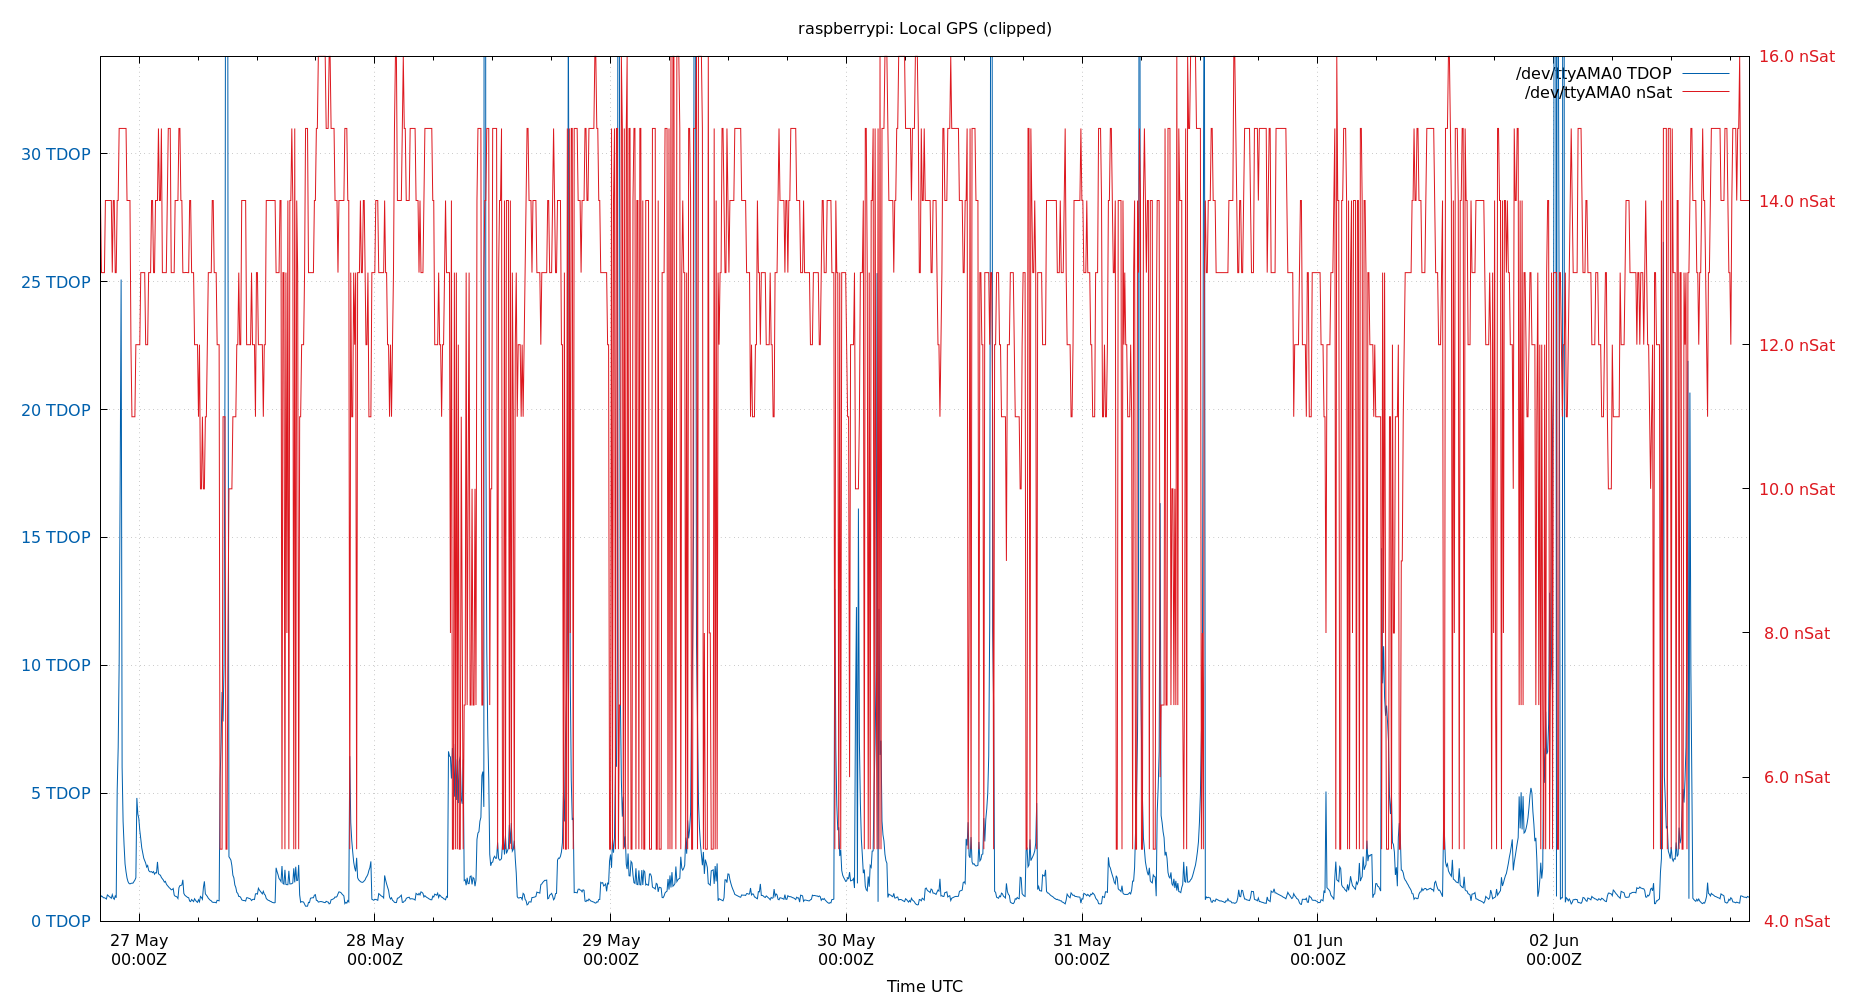 raspberrypi: Local GPS (clipped)
16.0 nSat
/dev/ttyAMA0 TDOP
/dev/ttyAMA0 nSat
30 TDOP
14.0 nSat
25 TDOP
12.0 nSat
20 TDOP
10.0 nSat
15 TDOP
8.0 nSat
10 TDOP
6.0 nSat
5 TDOP
0 TDOP
4.0 nSat
27 May 28 May 29 May 30 May 31 May 01 Jun 02 Jun
00:00Z 00:00Z 00:00Z 00:00Z 00:00Z 00:00Z 00:00Z
Time UTC